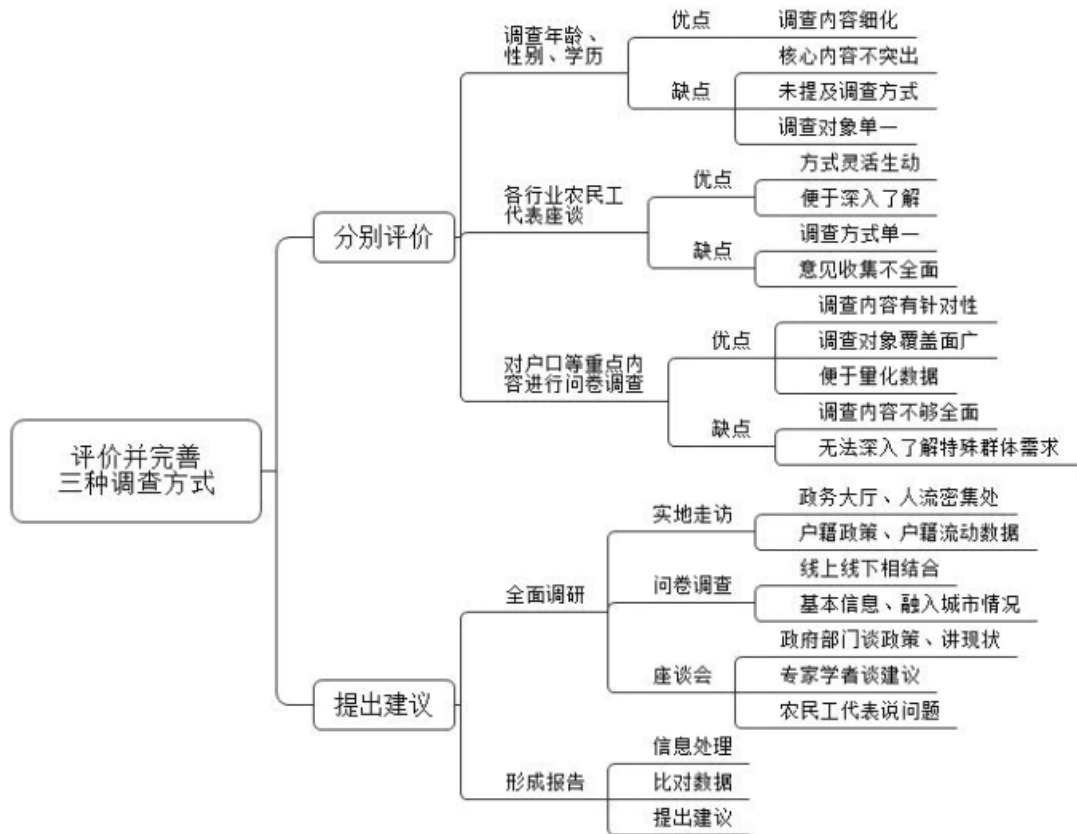 评价并完善
三种调查方式
分别评价
调查年龄、
性别、学历
优点
调查内容细化
缺点
核心内容不突出
未提及调查方式
调查对象单一
各行业农民工
代表座谈
优点
方式灵活生动
便于深入了解
缺点
调查方式单一
意见收集不全面
对户口等重点内
容进行问卷调查
优点
调查内容有针对性
调查对象覆盖面广
便于量化数据
缺点
调查内容不够全面
无法深入了解特殊群体需求
提出建议
全面调研
实地走访
政务大厅、人流密集处
户籍政策、户籍流动数据
问卷调查
线上线下相结合
基本信息、融入城市情况
座谈会
政府部门谈政策、讲现状
专家学者谈建议
农民工代表说问题
形成报告
信息处理
比对数据
提出建议